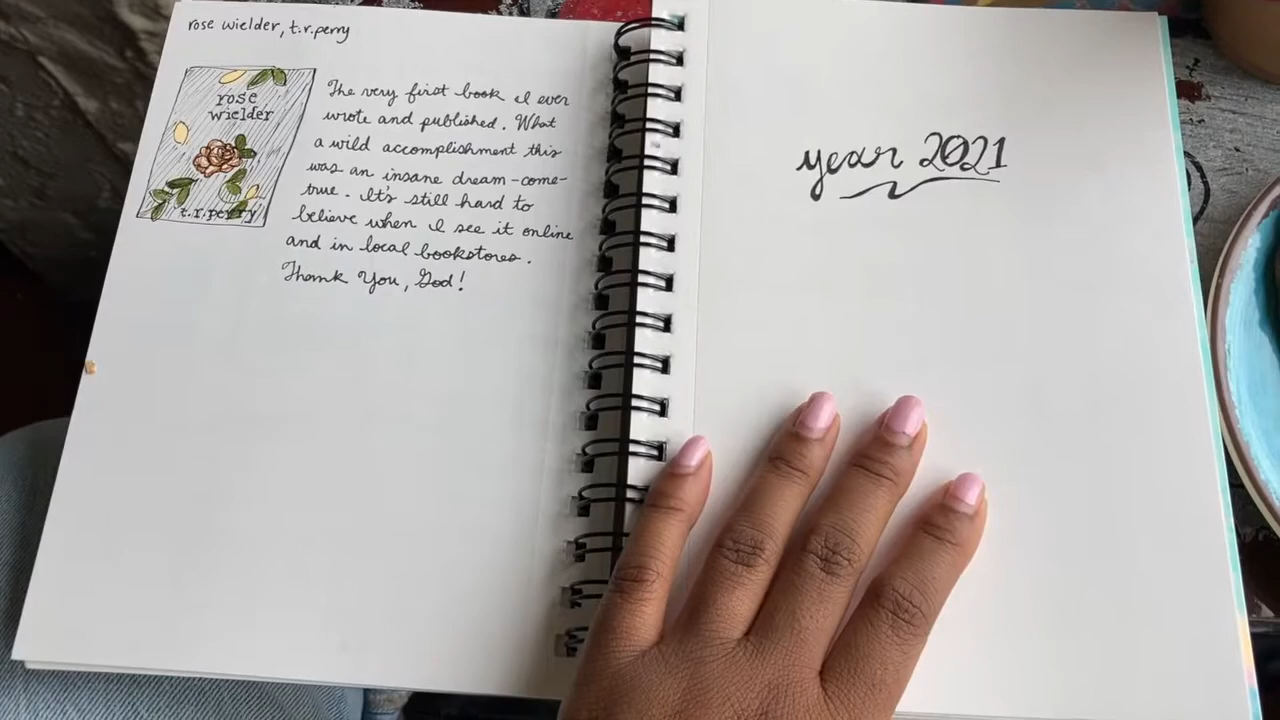 rose wielder, t.r.perry
rose
wielder
t.r.perry
The very first book I ever
wrote and published. What
a wild accomplishment this
was an insane dream-come-
true. It's still hard to
believe when I see it online
and in local bookstores.
Thank You, God!
year 2021